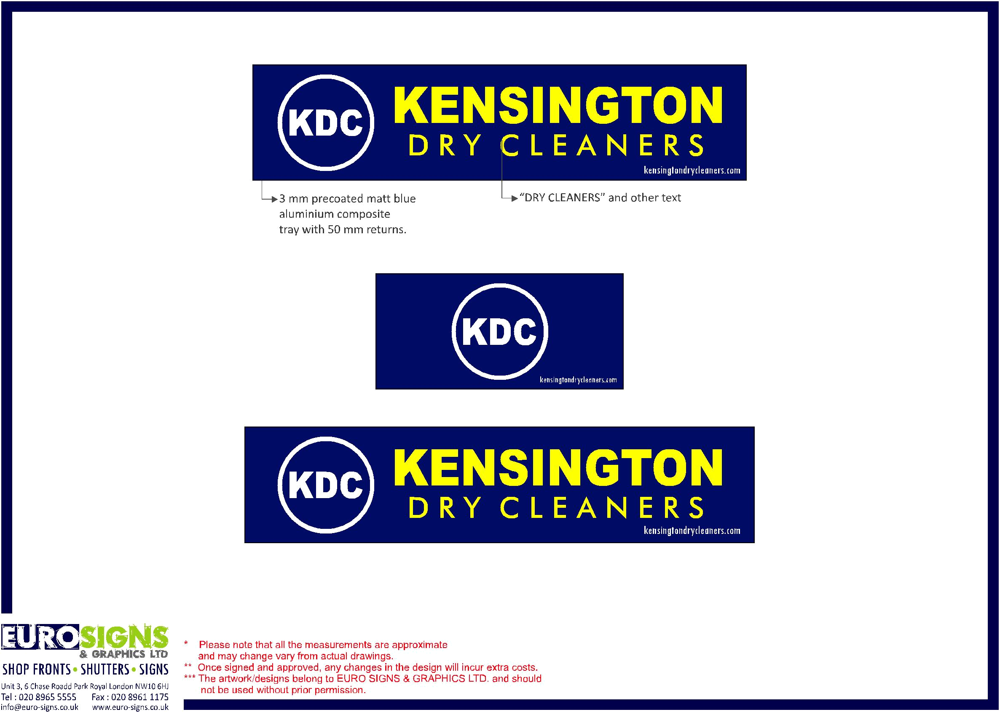 KDC
KENSINGTON
DRY CLEANERS
kensingtondrycleaners.com
3 mm precoated matt blue
aluminium composite
tray with 50 mm returns.
“DRY CLEANERS” and other text
KDC
kensingtondrycleaners.com
KDC
KENSINGTON
DRY CLEANERS
kensingtondrycleaners.com
EUROSIGNS
& GRAPHICS LTD
SHOP FRONTS • SHUTTERS • SIGNS
Unit 3, 6 Chase Roadd Park Royal London NW10 6HJ
Tel : 020 8965 5555 Fax : 020 8961 1175
info@euro-signs.co.uk www.euro-signs.co.uk
* Please note that all the measurements are approximate
and may change vary from actual drawings.
** Once signed and approved, any changes in the design will incur extra costs.
*** The artwork/designs belong to EURO SIGNS & GRAPHICS LTD. and should
not be used without prior permission.